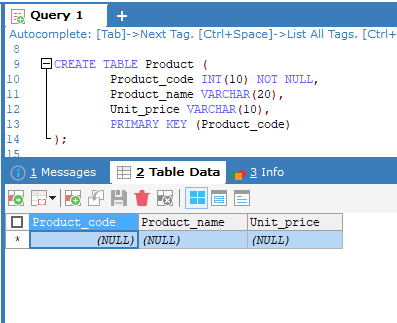 Query 1
+
Autocomplete: [Tab]->Next Tag. [Ctrl+Space]->List All Tags. [Ctrl+
8
9 CREATE TABLE Product (
10 Product_code INT(10) NOT NULL,
11 Product_name VARCHAR(20),
12 Unit_price VARCHAR(10),
13 PRIMARY KEY (Product_code)
14 );
15
1 Messages 2 Table Data 3 Info
Product_code Product_name Unit_price
* (NULL) (NULL) (NULL)